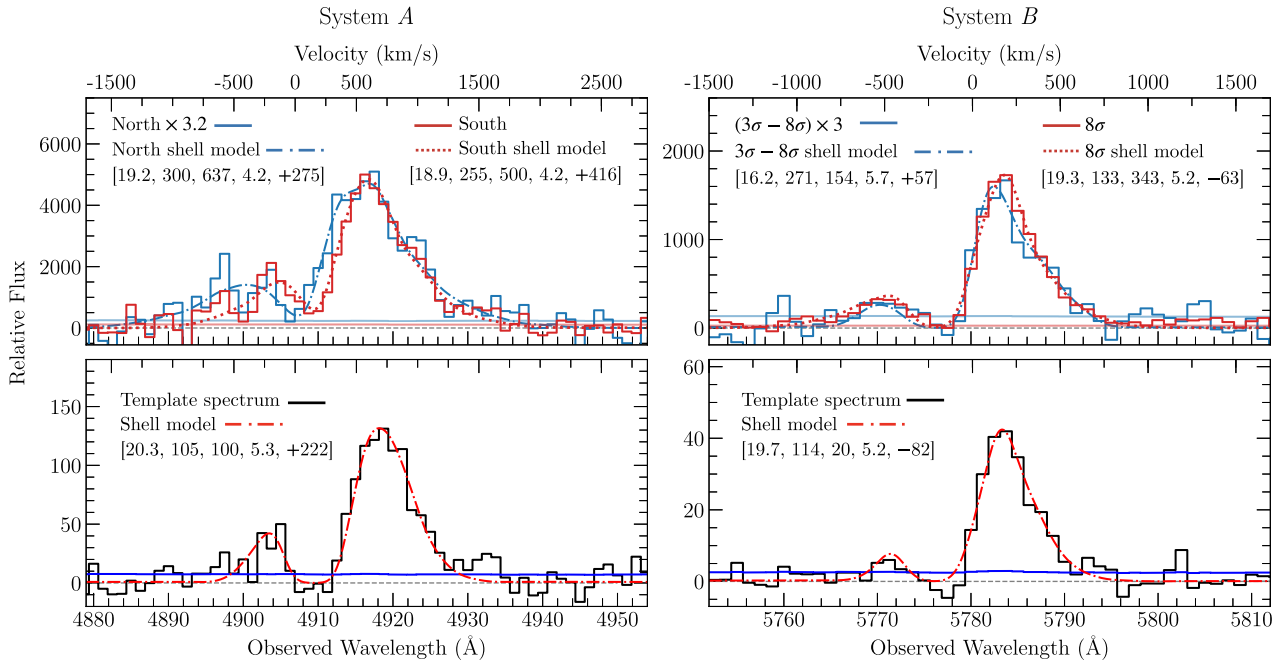 System A
System B
Velocity (km/s)
Velocity (km/s)
-1500 -500 0 500 1500 2500
-1500 -1000 -500 0 500 1000 1500
Relative Flux
6000
4000
2000
0
North × 3.2
North shell model
[19.2, 300, 637, 4.2, +275]
South
South shell model
[18.9, 255, 500, 4.2, +416]
2000
1000
0
(3σ − 8σ) × 3
3σ − 8σ shell model
[16.2, 271, 154, 5.7, +57]
8σ
8σ shell model
[19.3, 133, 343, 5.2, −63]
150
100
50
0
Template spectrum
Shell model
[20.3, 105, 100, 5.3, +222]
60
40
20
0
Template spectrum
Shell model
[19.7, 114, 20, 5.2, −82]
4880 4890 4900 4910 4920 4930 4940 4950
5760 5770 5780 5790 5800 5810
Observed Wavelength (Å)
Observed Wavelength (Å)